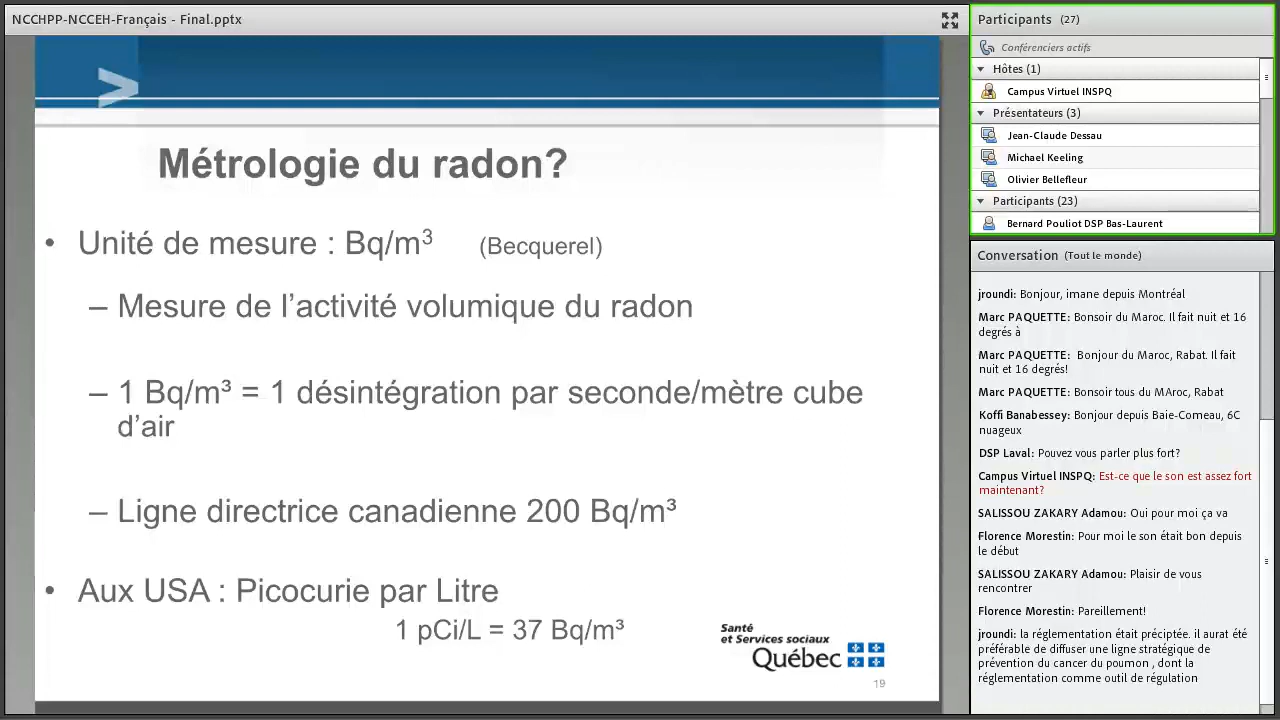 NCCHPP-NCCEH-Français - Final.pptx
>
Métrologie du radon?
• Unité de mesure : Bq/m³ (Becquerel)
– Mesure de l’activité volumique du radon
– 1 Bq/m³ = 1 désintégration par seconde/mètre cube
d’air
– Ligne directrice canadienne 200 Bq/m³
• Aux USA : Picocurie par Litre
1 pCi/L = 37 Bq/m³
Santé
et Services sociaux
Québec
19
Participants (27)
Conférenciers actifs
Hôtes (1)
Campus Virtuel INSPQ
Présentateurs (3)
Jean-Claude Dessau
Michael Keeling
Olivier Bellefleur
Participants (23)
Bernard Pouliot DSP Bas-Laurent
Conversation (Tout le monde)
jroundi: Bonjour, imane depuis Montréal
Marc PAQUETTE: Bonsoir du Maroc. Il fait nuit et 16
degrés à
Marc PAQUETTE: Bonjour du Maroc, Rabat. Il fait
nuit et 16 degrés!
Marc PAQUETTE: Bonsoir tous du MAroc, Rabat
Koffi Banabessey: Bonjour depuis Baie-Comeau, 6C
nuageux
DSP Laval: Pouvez vous parler plus fort?
Campus Virtuel INSPQ: Est-ce que le son est assez fort
maintenant?
SALISSOU ZAKARY Adamou: Oui pour moi ça va
Florence Morestin: Pour moi le son était bon depuis
le début
SALISSOU ZAKARY Adamou: Plaisir de vous
rencontrer
Florence Morestin: Pareillement!
jroundi: la réglementation était préciptée. il aurat été
préférable de diffuser une ligne stratégique de
prévention du cancer du poumon , dont la
réglementation comme outil de régulation